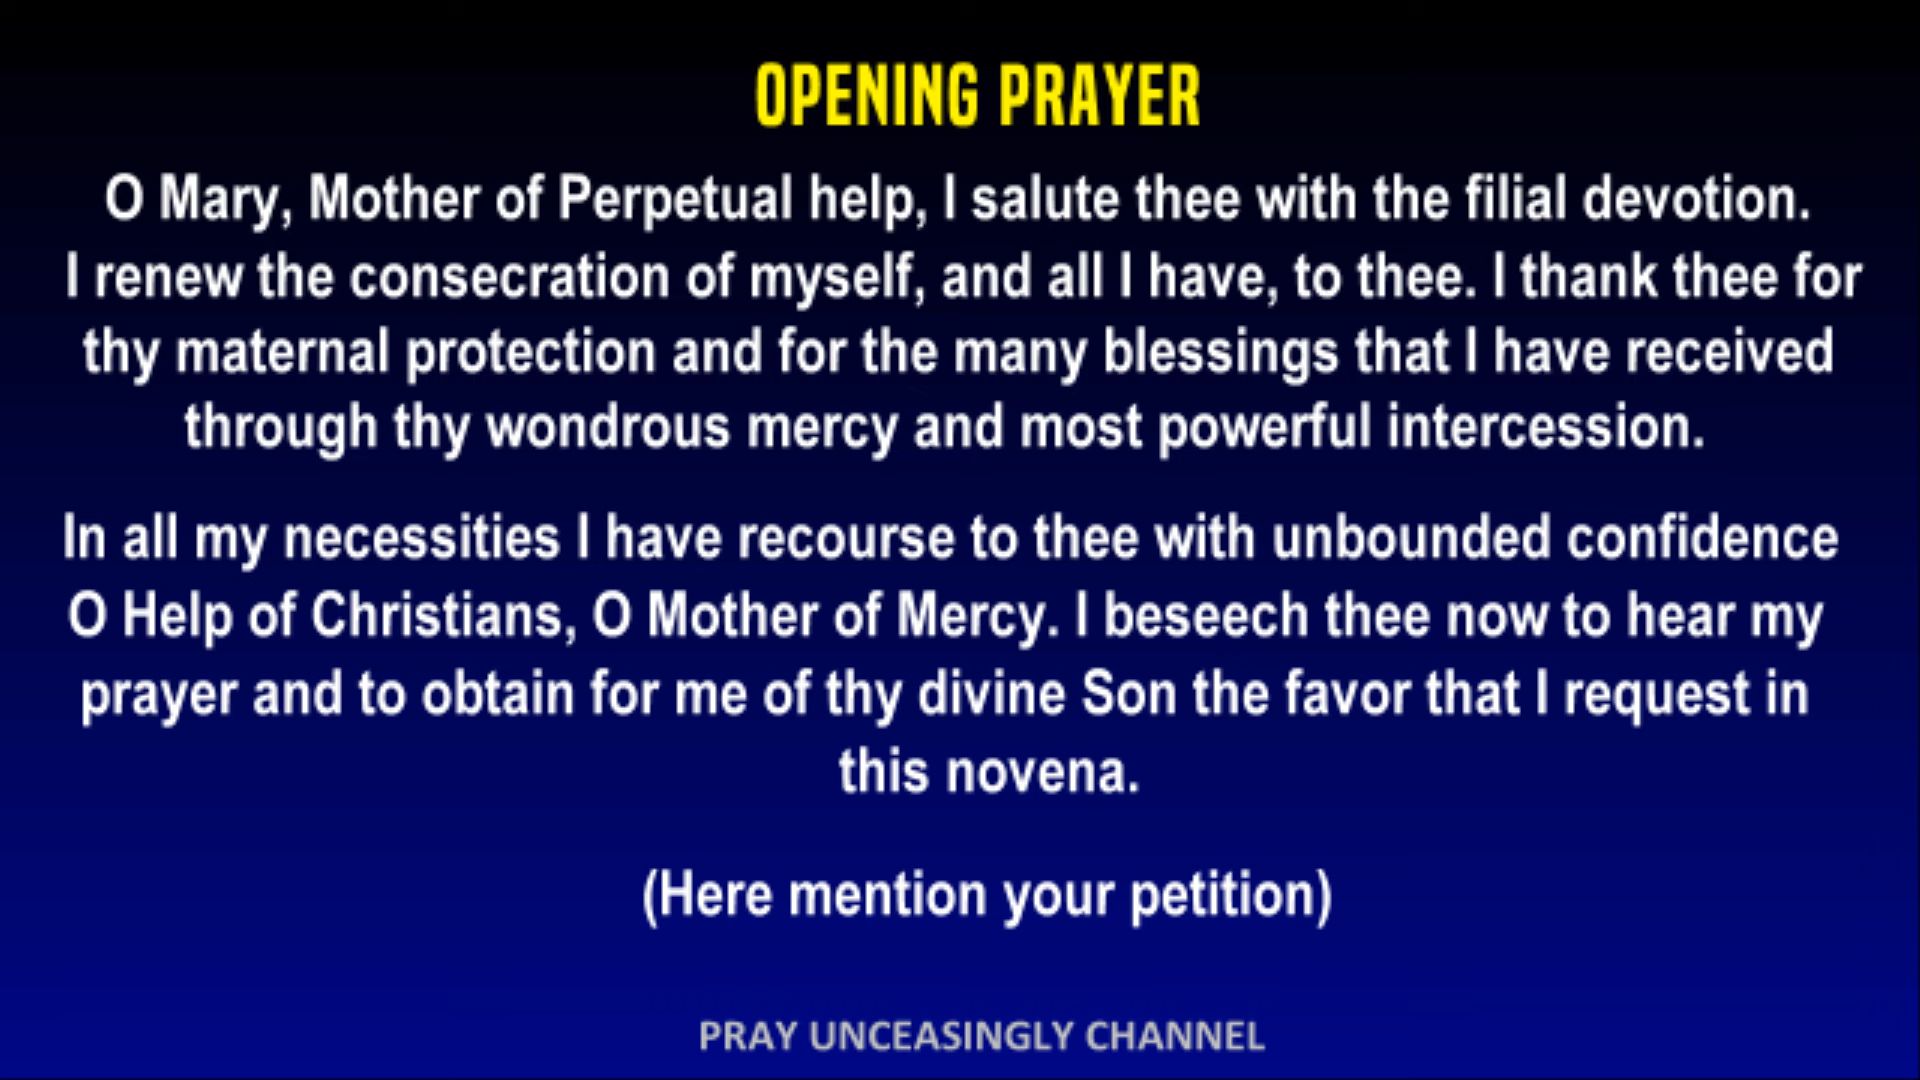 OPENING PRAYER
O Mary, Mother of Perpetual help, I salute thee with the filial devotion.
I renew the consecration of myself, and all I have, to thee. I thank thee for
thy maternal protection and for the many blessings that I have received
through thy wondrous mercy and most powerful intercession.
In all my necessities I have recourse to thee with unbounded confidence
O Help of Christians, O Mother of Mercy. I beseech thee now to hear my
prayer and to obtain for me of thy divine Son the favor that I request in
this novena.
(Here mention your petition)
PRAY UNCEASINGLY CHANNEL